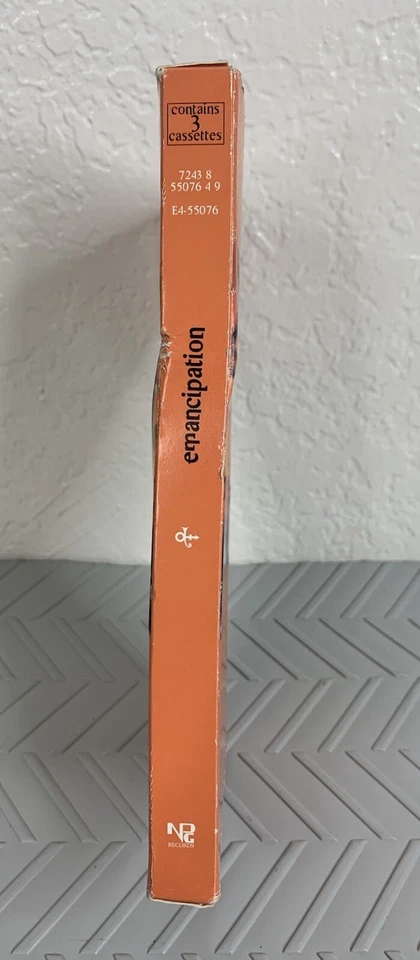 contains
3
cassettes
7243 8
55076 4 9
E4-55076
emancipation
NPG
RECORDS